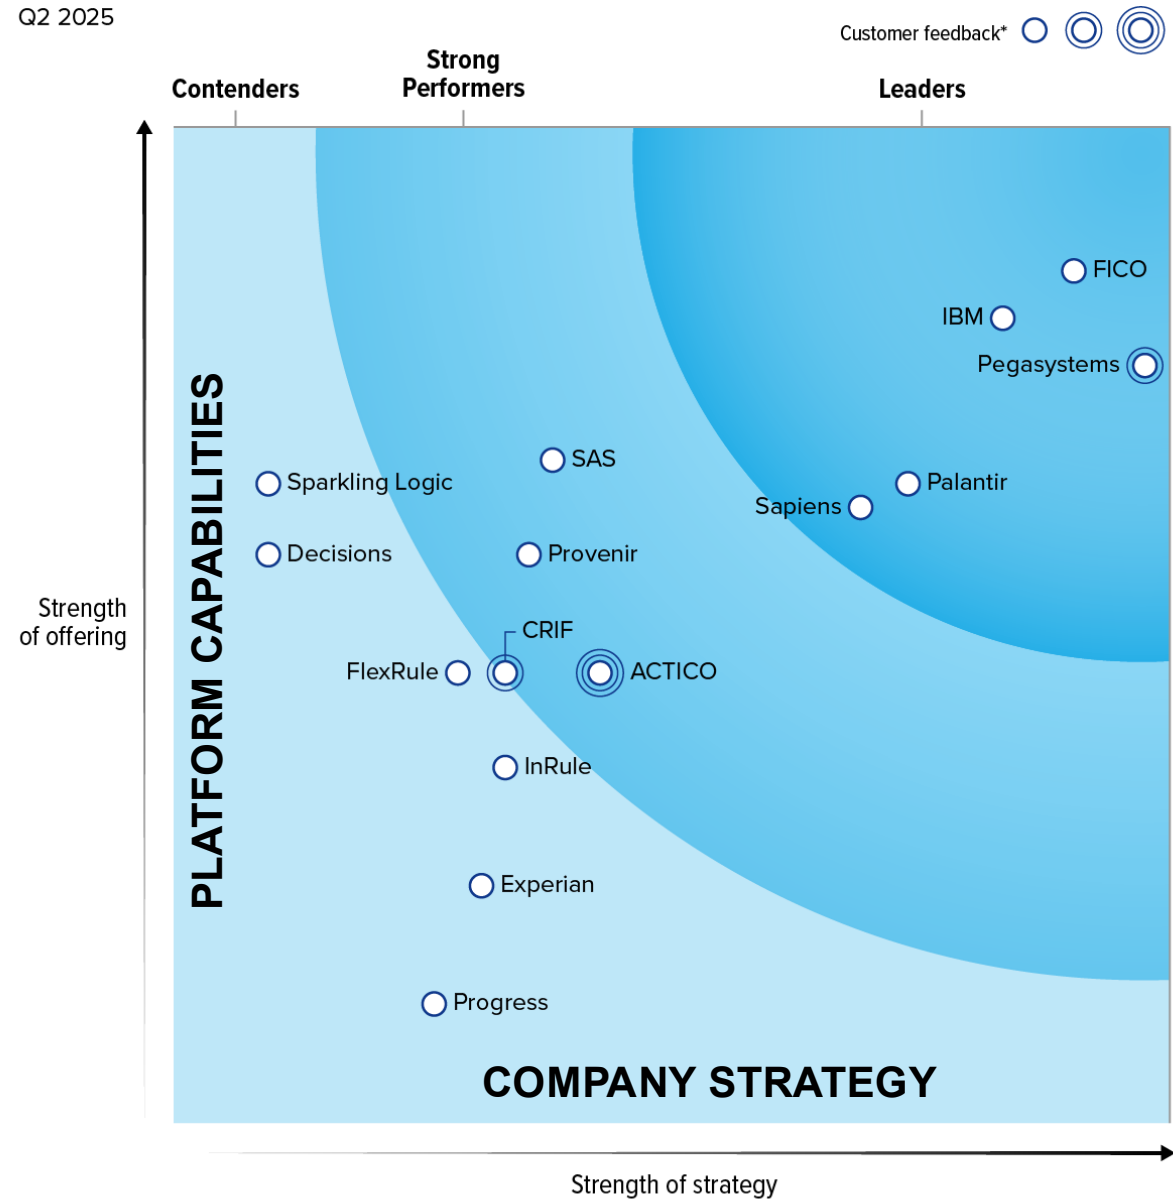 Q2 2025
Customer feedback*
Contenders
Strong
Performers
Leaders
FICO
IBM
Pegasystems
SAS
Sparkling Logic
Palantir
Sapiens
Decisions
Provenir
PLATFORM CAPABILITIES
Strength
of offering
CRIF
FlexRule
ACTICO
InRule
Experian
Progress
COMPANY STRATEGY
Strength of strategy